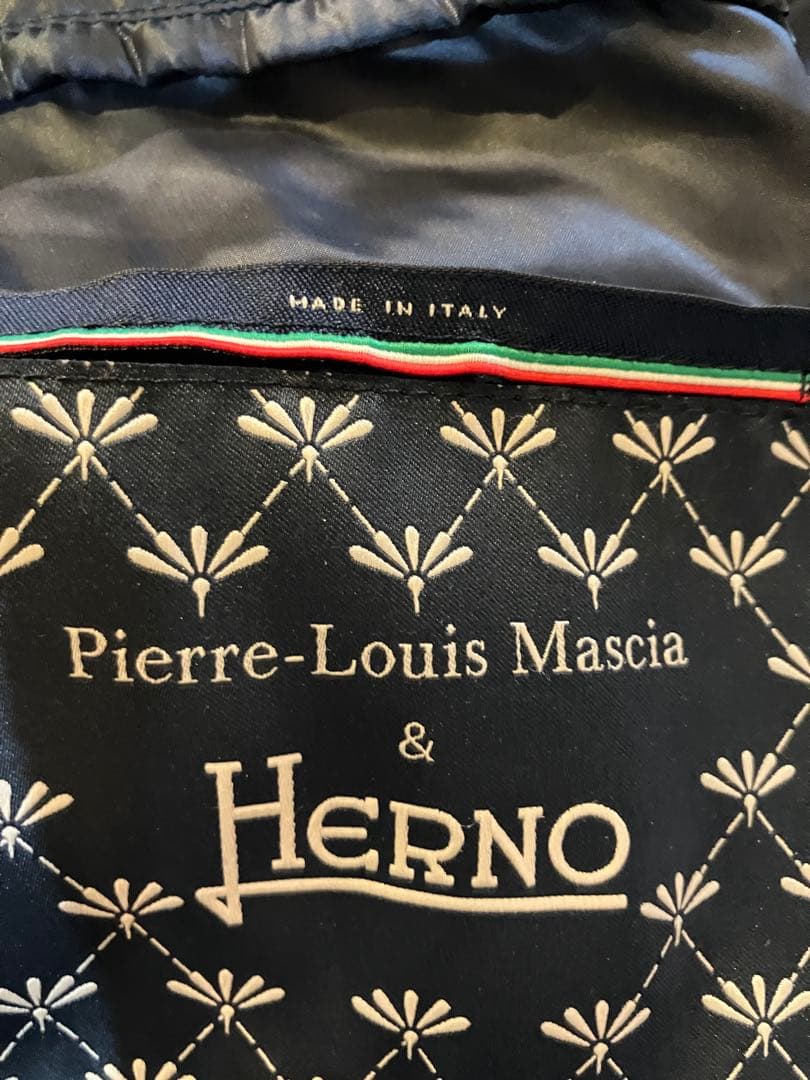 MADE IN ITALY
Pierre-Louis Mascia
&
HERNO